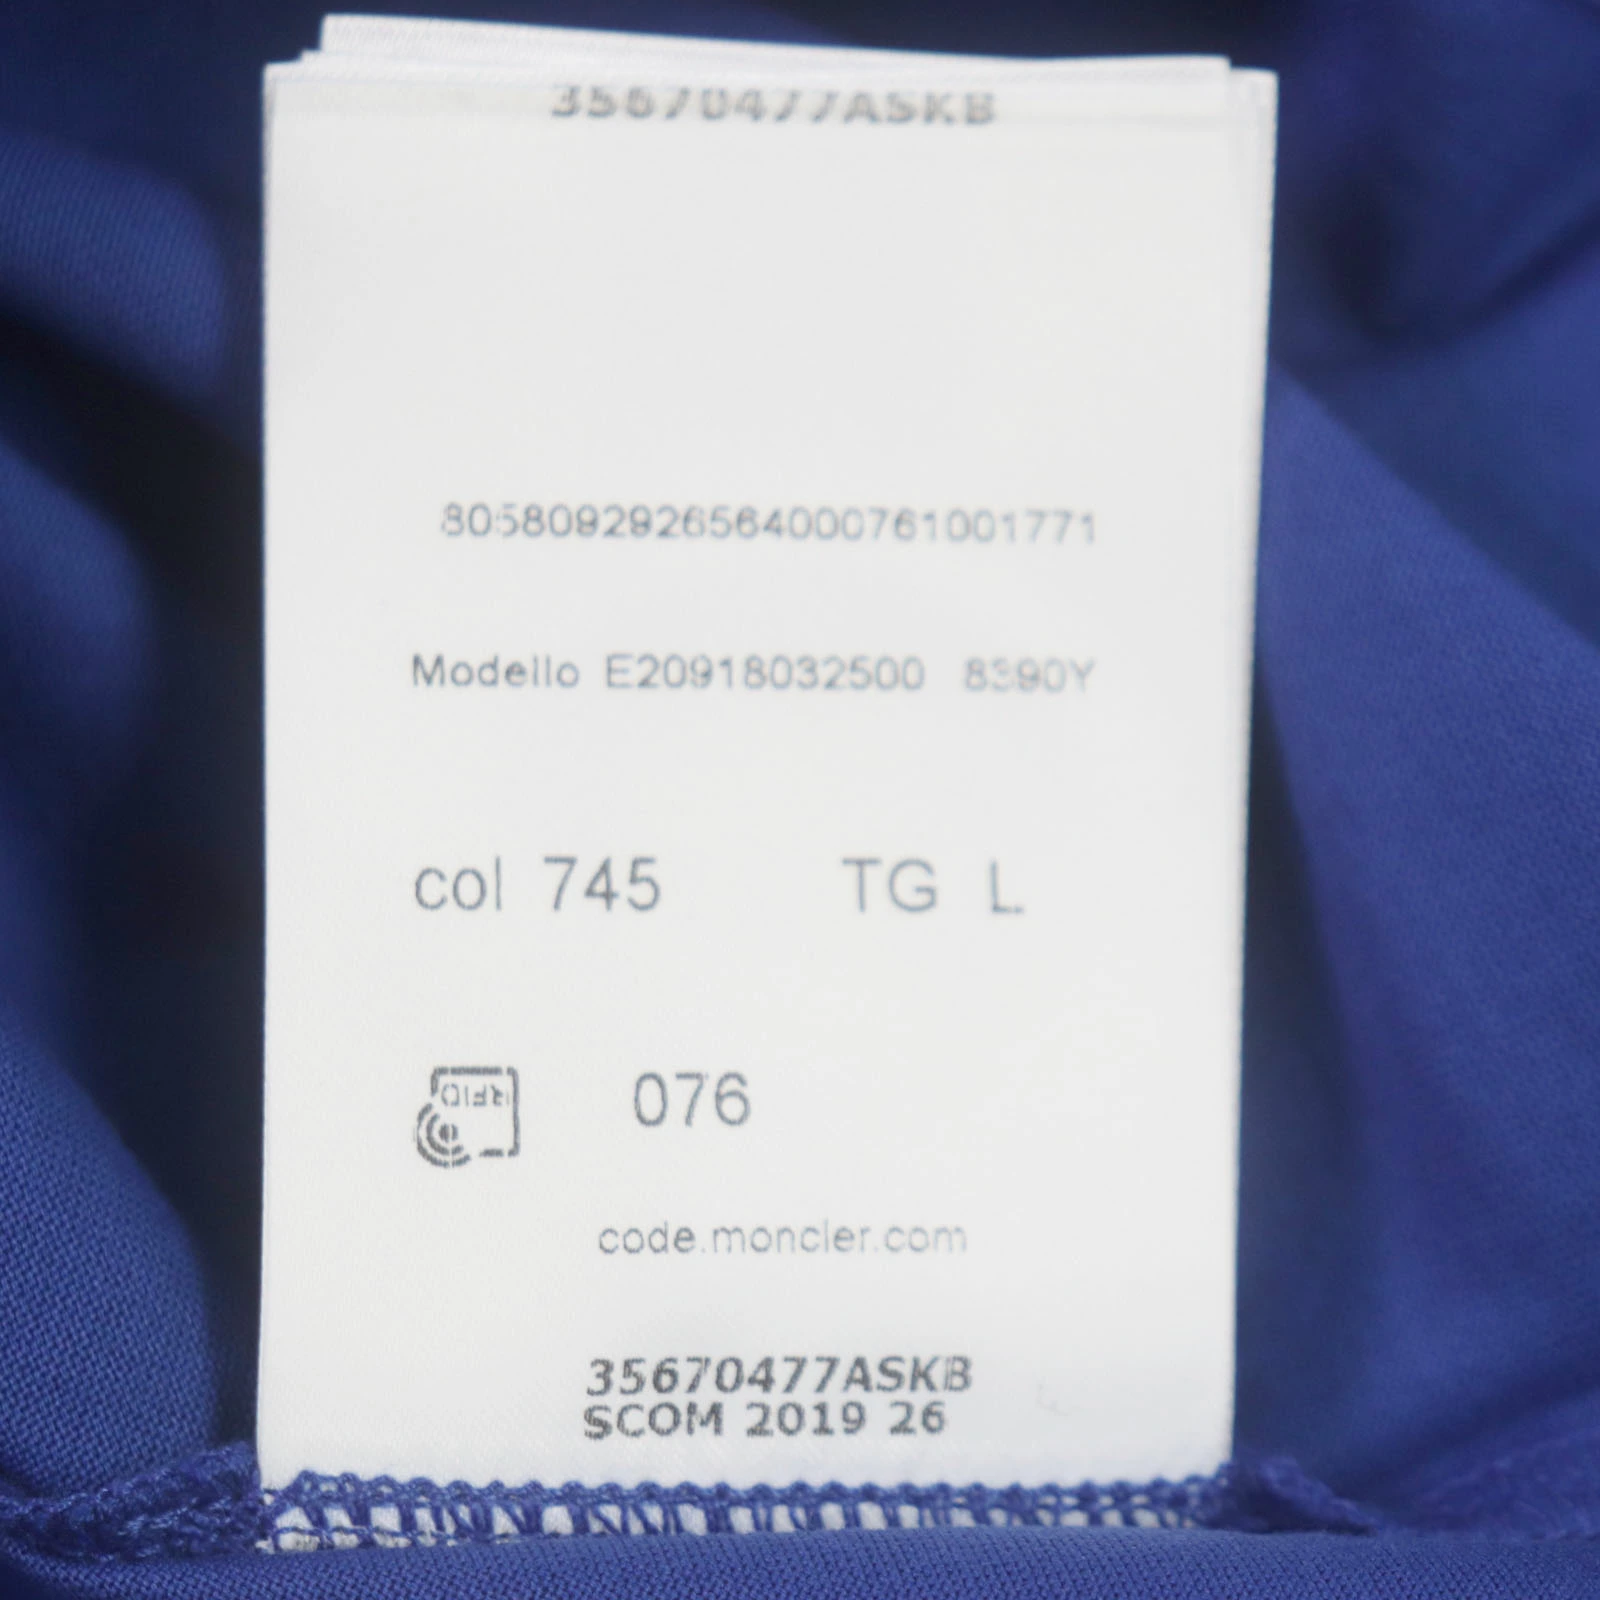 35670477ASKB
8058092926564000761001771
Modello E20918032500 8390Y
col 745 TG L
RFID 076
code.moncler.com
35670477ASKB
SCOM 2019 26